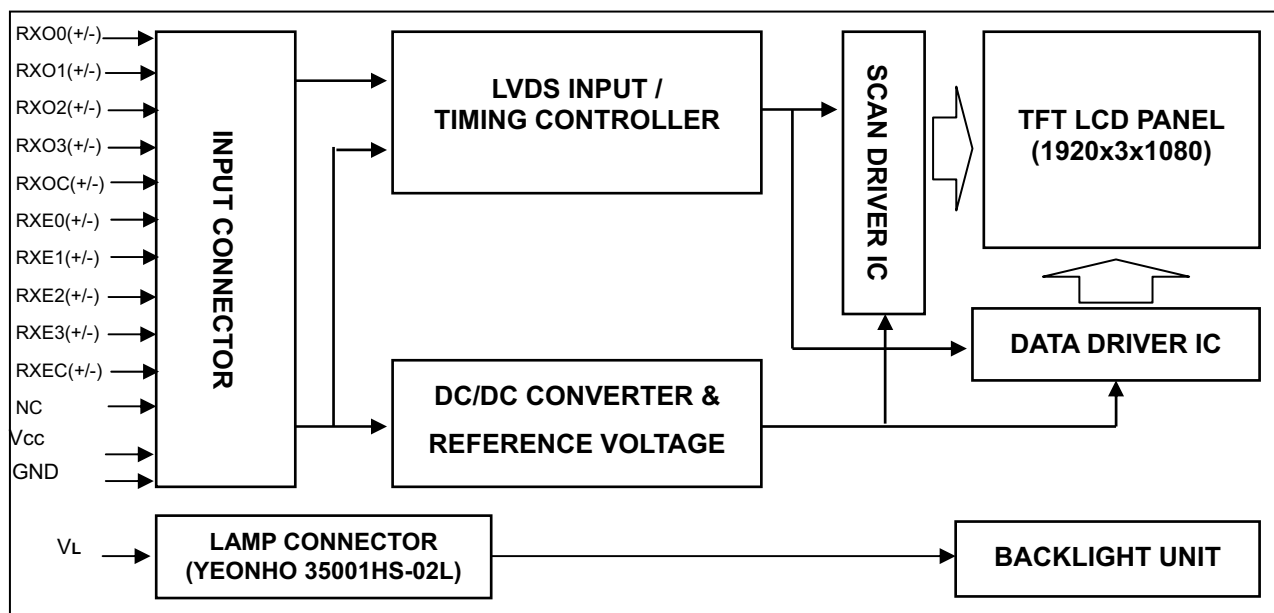 RXO0(+/-)
RXO1(+/-)
RXO2(+/-)
RXO3(+/-)
RXOC(+/-)
RXE0(+/-)
RXE1(+/-)
RXE2(+/-)
RXE3(+/-)
RXEC(+/-)
NC
Vcc
GND
INPUT CONNECTOR
LVDS INPUT /
TIMING CONTROLLER
SCAN DRIVER IC
TFT LCD PANEL
(1920x3x1080)
DATA DRIVER IC
DC/DC CONVERTER &
REFERENCE VOLTAGE
VL
LAMP CONNECTOR
(YEONHO 35001HS-02L)
BACKLIGHT UNIT